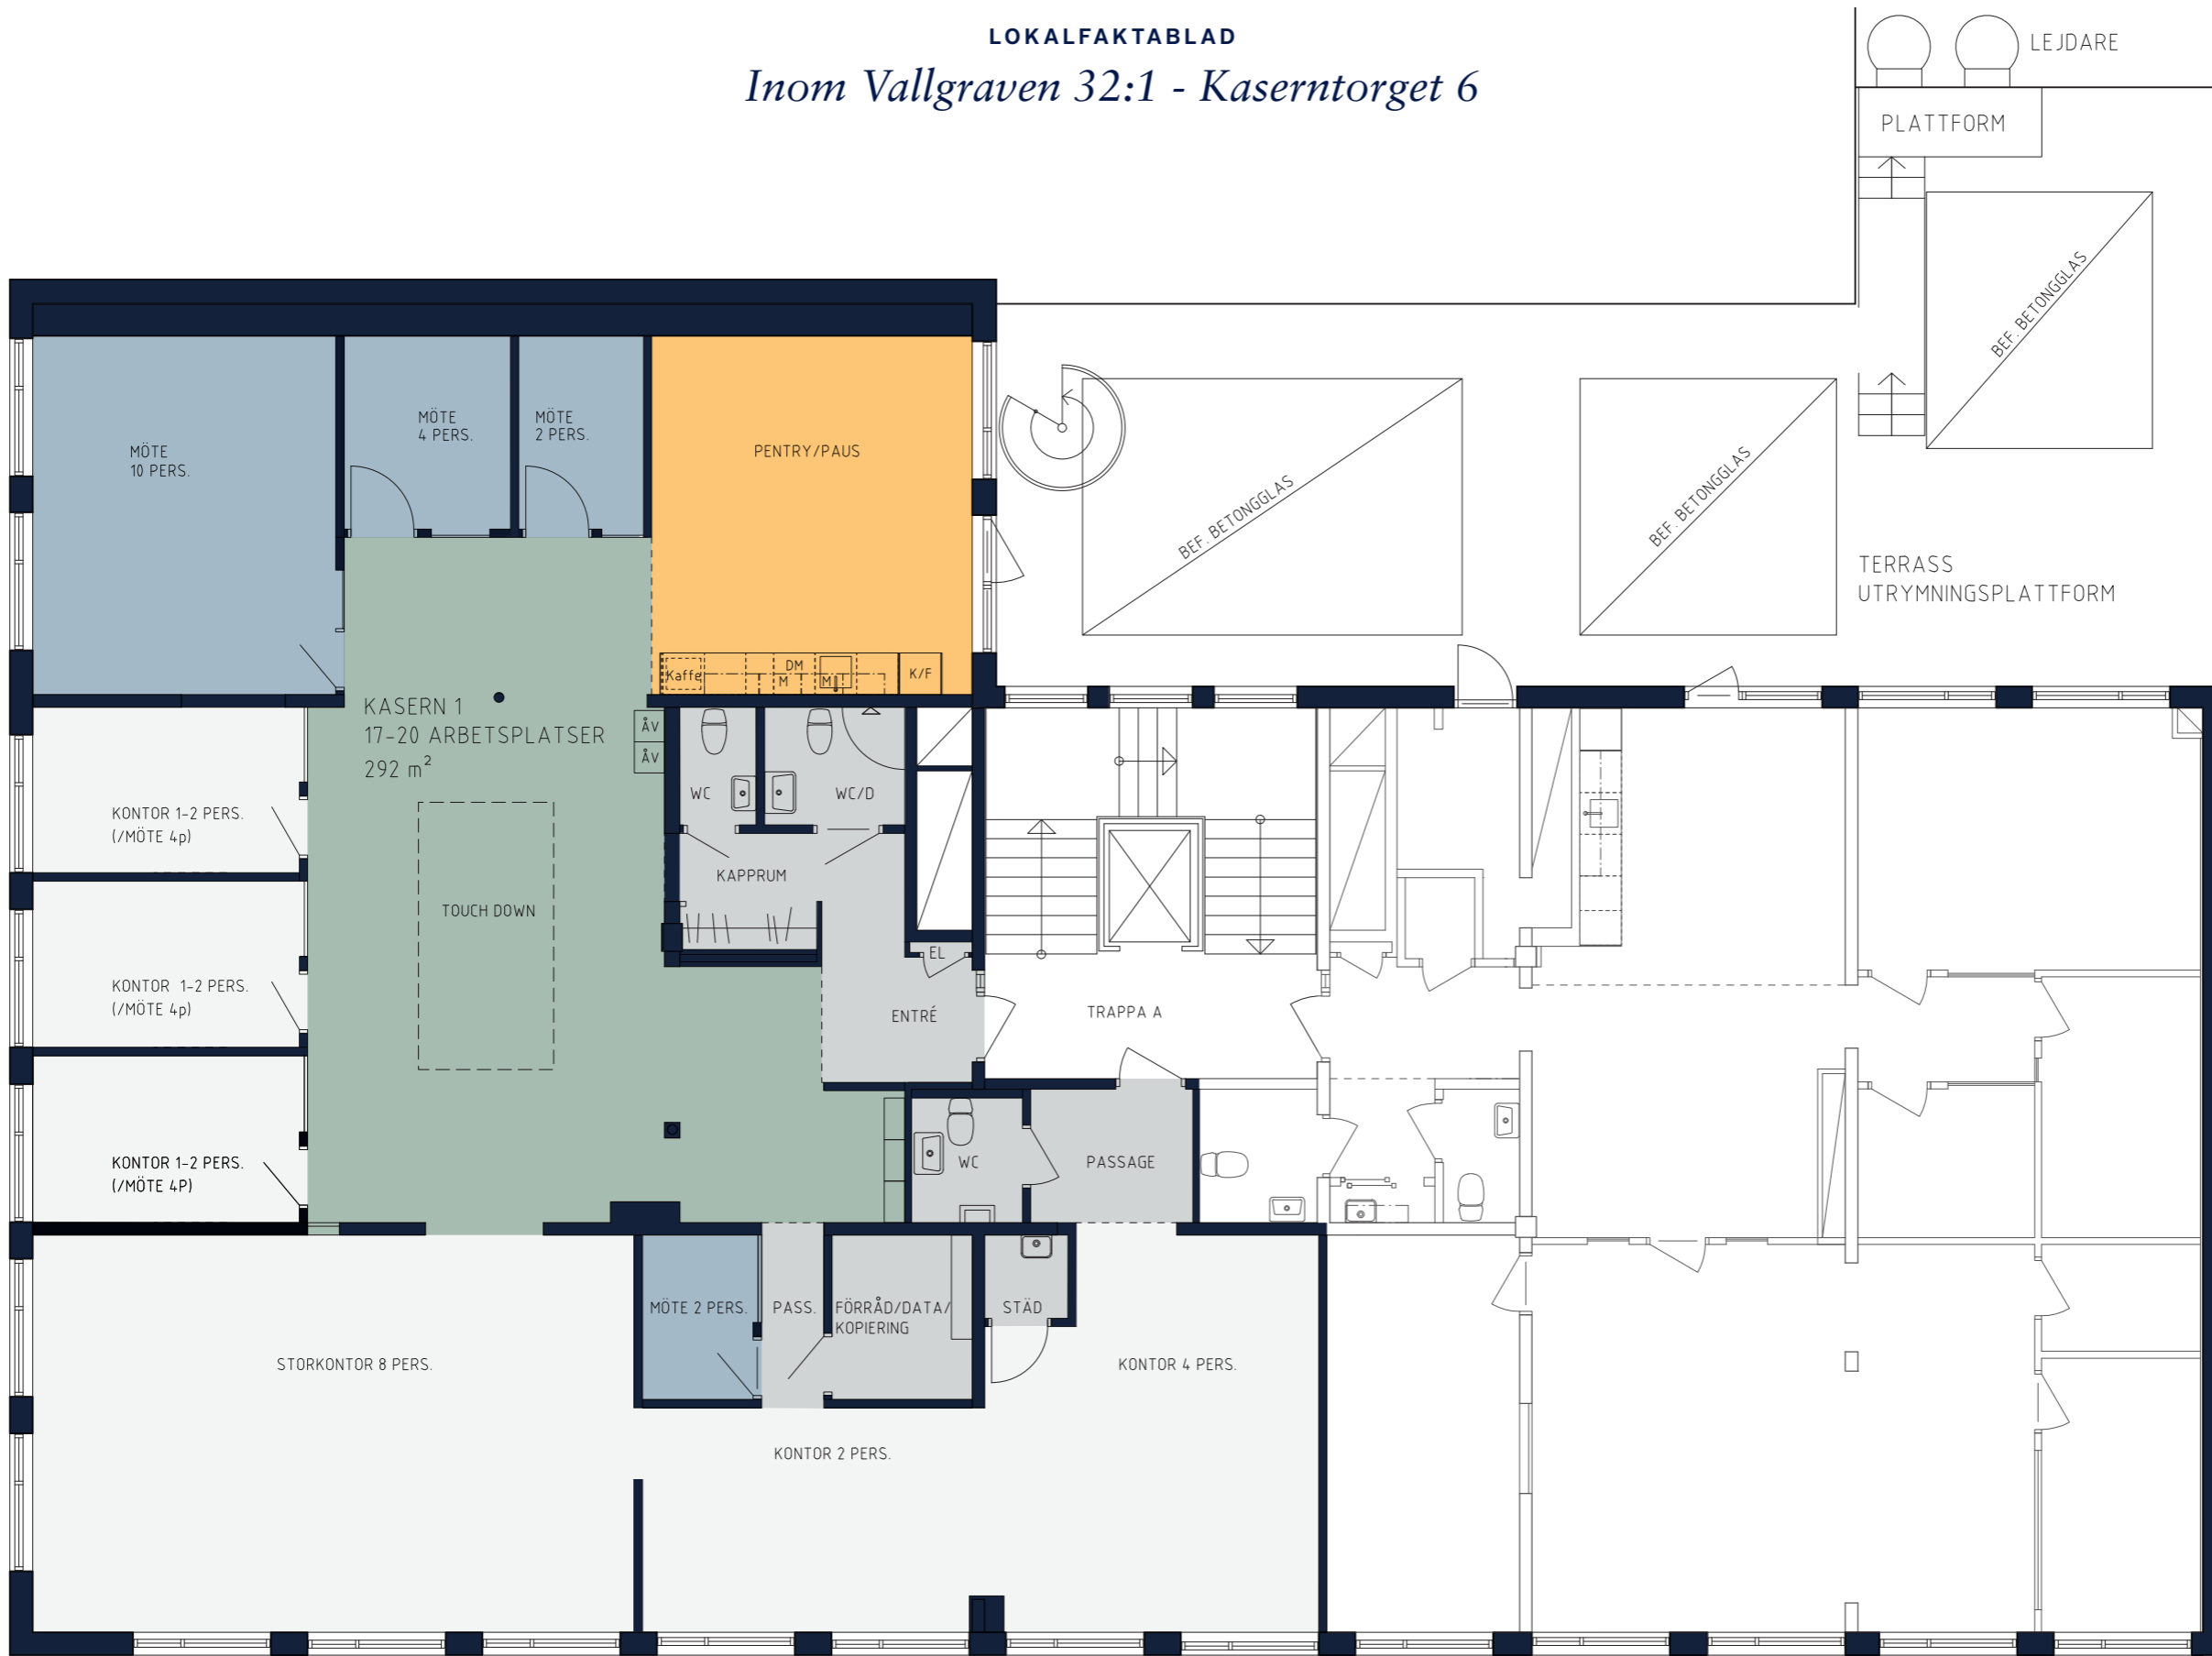 LOKALFAKTABLAD
Inom Vallgraven 32:1 - Kaserntorget 6
LEJDARE
PLATTFORM
BEF. BETONGGLAS
MÖTE
4 PERS.
MÖTE
2 PERS.
MÖTE
10 PERS.
PENTRY/PAUS
BEF. BETONGGLAS
BEF. BETONGGLAS
TERRASS
UTRYMNINGSPLATTFORM
Kaffe
DM
M
M
K/F
KASERN 1
17-20 ARBETSPLATSER
292 m²
ÅV
ÅV
WC
WC/D
KONTOR 1-2 PERS.
(/MÖTE 4p)
KAPPRUM
TOUCH DOWN
EL
KONTOR 1-2 PERS.
(/MÖTE 4p)
ENTRÉ
TRAPPA A
KONTOR 1-2 PERS.
(/MÖTE 4P)
WC
PASSAGE
MÖTE 2 PERS.
PASS.
FÖRRÅD/DATA/
KOPIERING
STÄD
STORKONTOR 8 PERS.
KONTOR 4 PERS.
KONTOR 2 PERS.